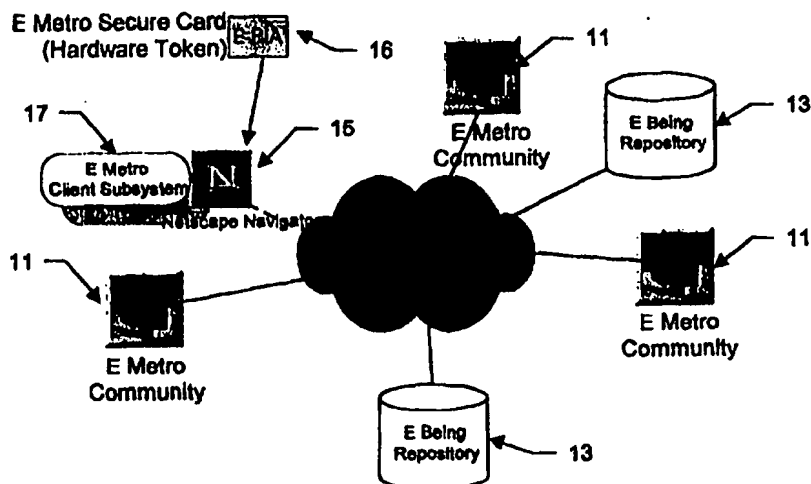 E Metro Secure Card
(Hardware Token)
16
11
E Metro
Community
13
E Being
Repository
17
15
E Metro
Client Subsystem
N
Netscape Navigator
11
E Metro
Community
11
E Metro
Community
E Being
Repository
13